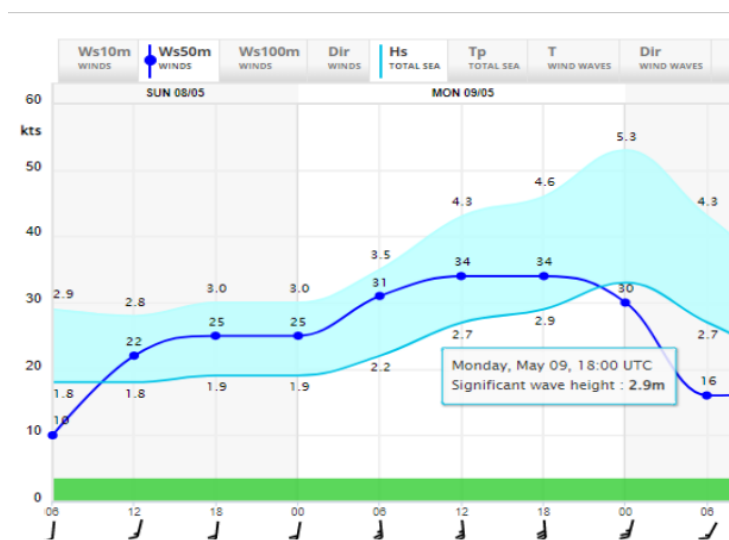 Ws10m Ws50m Ws100m Dir Hs Tp T Dir
WINDS WINDS WINDS WINDS TOTAL SEA TOTAL SEA WIND WAVES WIND WAVES
SUN 08/05 MON 09/05
60
kts
5.3
50
4.3 4.6 4.3
40
3.5
34 34
2.9 2.8 3.0 3.0 31
30
30
22 25 25
2.7 2.9 2.7
20
2.2
Monday, May 09, 18:00 UTC
Significant wave height : 2.9m
1.8 1.8 1.9 1.9
16
10
10
0
06 12 18 00 06 12 18 00 06